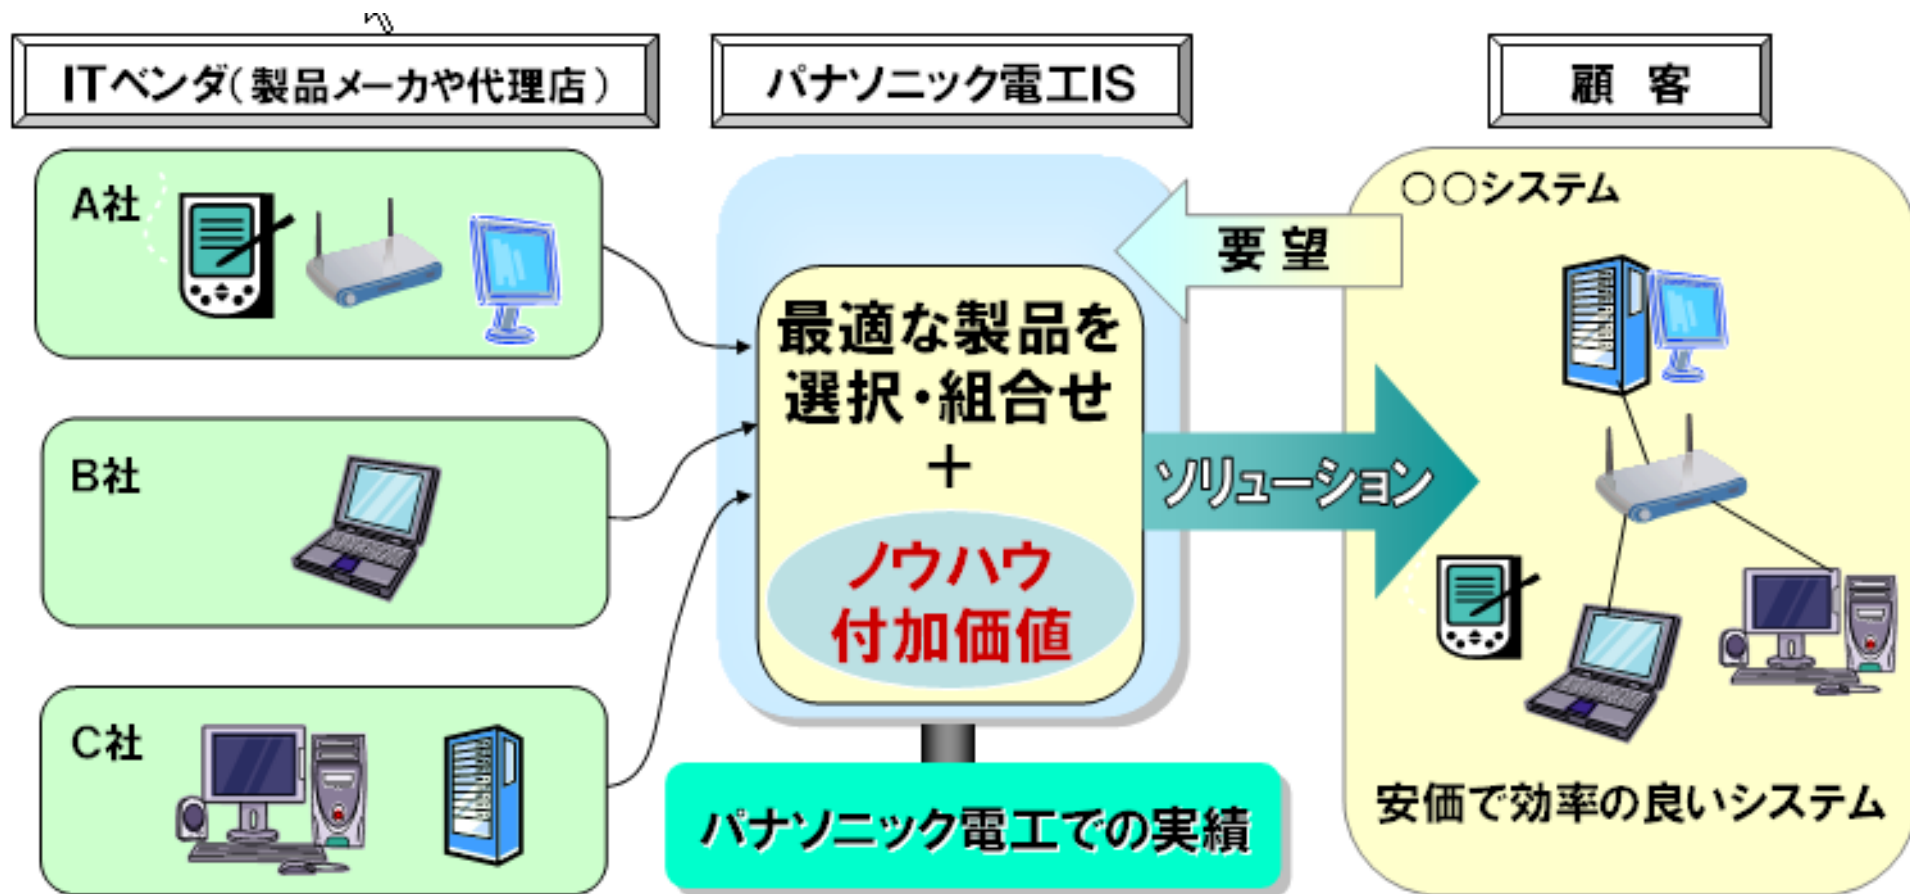 ITベンダ(製品メーカや代理店)
パナソニック電工IS
顧 客
A社
B社
C社
最適な製品を
選択・組合せ
＋
ノウハウ
付加価値
パナソニック電工での実績
要 望
ソリューション
○○システム
安価で効率の良いシステム